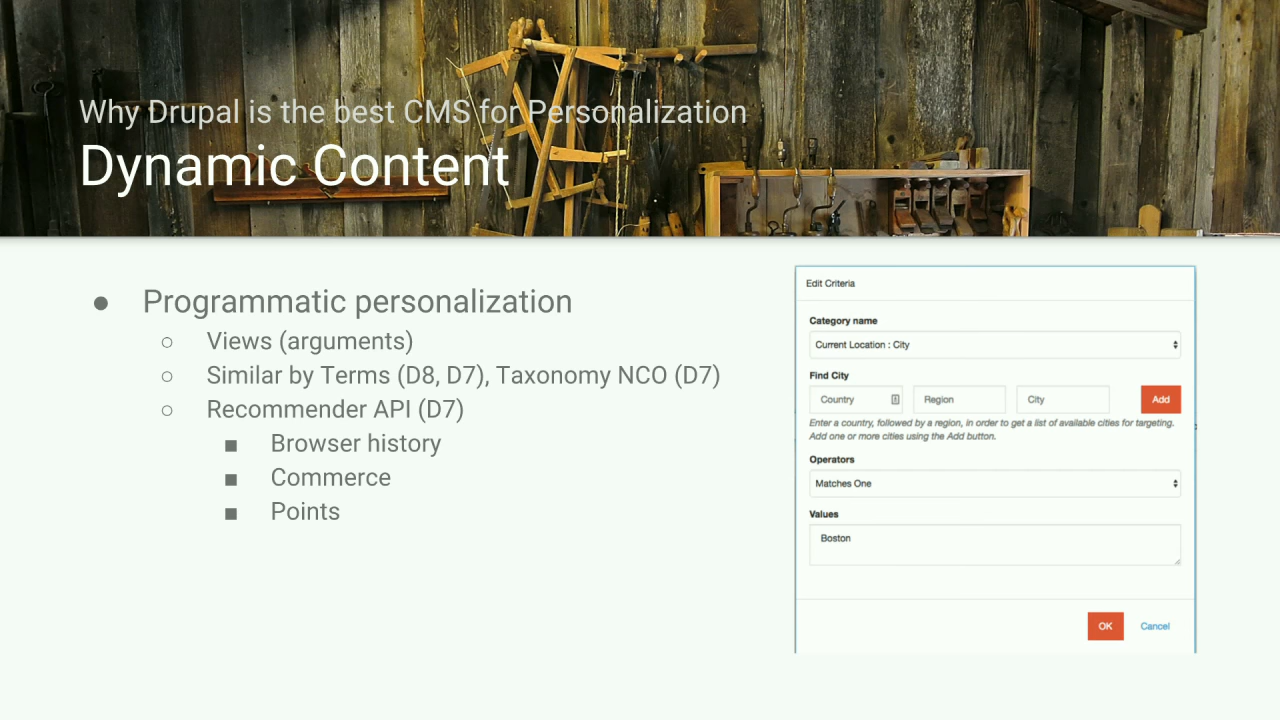 Why Drupal is the best CMS for Personalization
Dynamic Content
● Programmatic personalization
○ Views (arguments)
○ Similar by Terms (D8, D7), Taxonomy NCO (D7)
○ Recommender API (D7)
■ Browser history
■ Commerce
■ Points
Edit Criteria
Category name
Current Location : City
Find City
Country Region City Add
Enter a country, followed by a region, in order to get a list of available cities for targeting.
Add one or more cities using the Add button.
Operators
Matches One
Values
Boston
OK Cancel